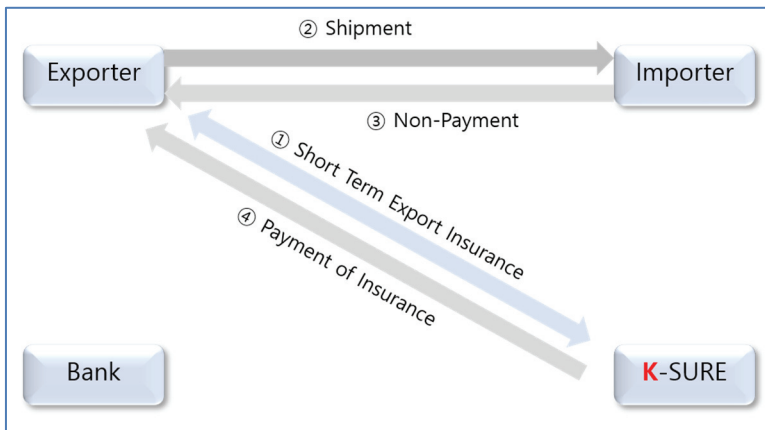 ② Shipment
Exporter
Importer
③ Non-Payment
① Short Term Export Insurance
④ Payment of Insurance
Bank
K-SURE